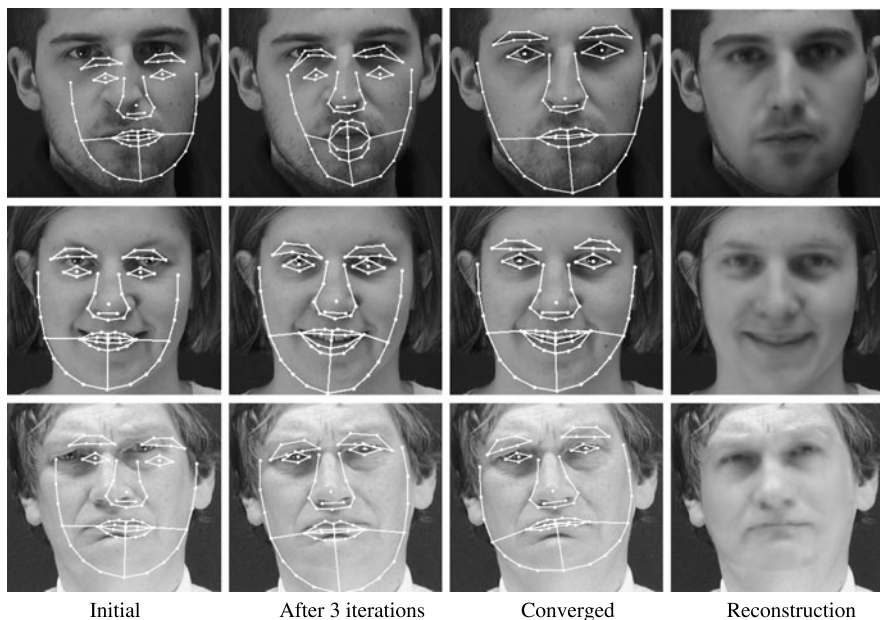 Initial
After 3 iterations
Converged
Reconstruction